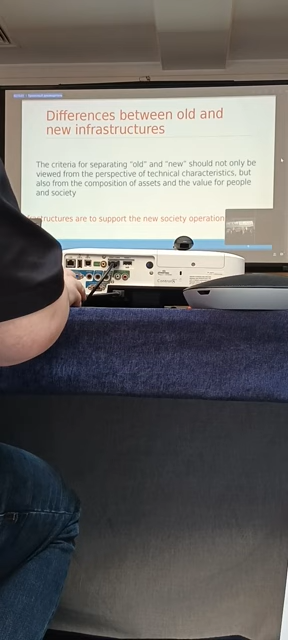 Differences between old and
new infrastructures
The criteria for separating "old" and "new" should not only be
viewed from the perspective of technical characteristics, but
also from the composition of assets and the value for people
and society
structures are to support the new society operation